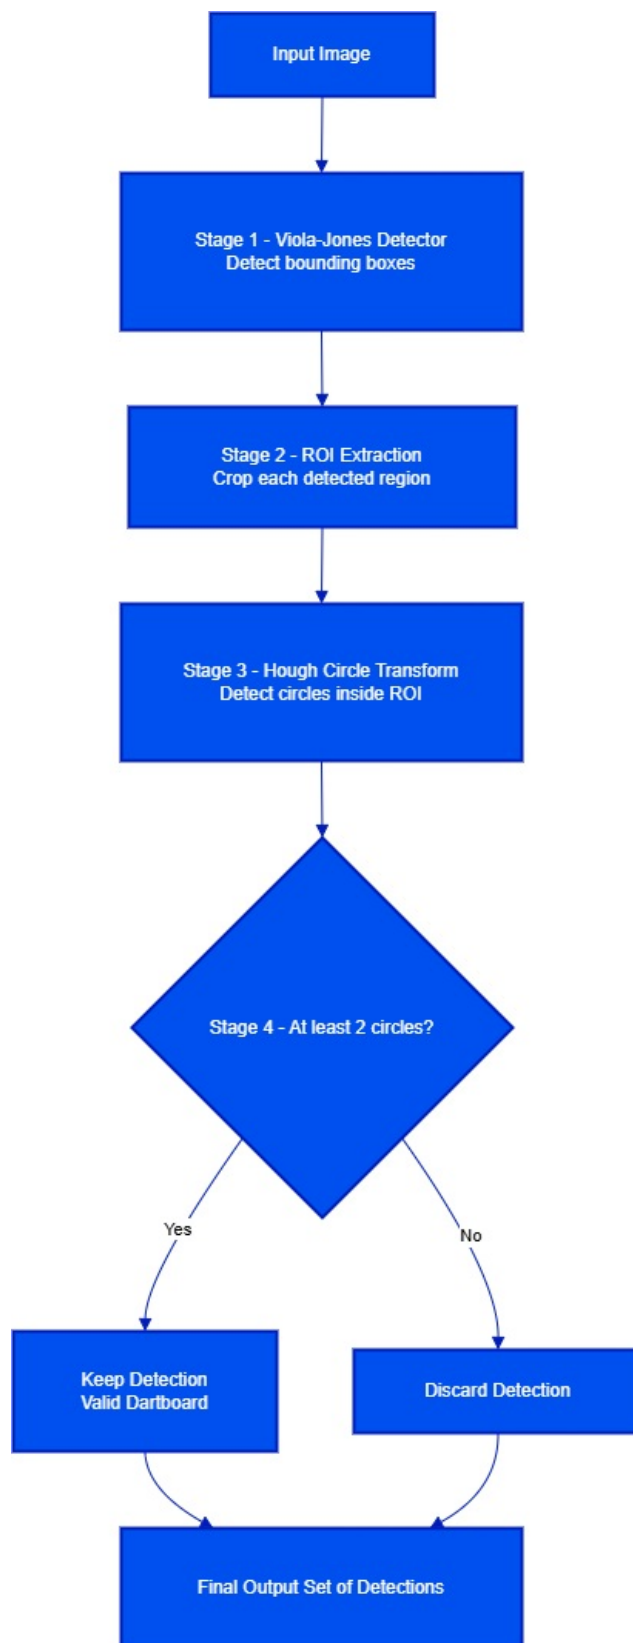 Input Image
Stage 1 - Viola-Jones Detector
Detect bounding boxes
Stage 2 - ROI Extraction
Crop each detected region
Stage 3 - Hough Circle Transform
Detect circles inside ROI
Stage 4 - At least 2 circles?
Yes
No
Keep Detection
Valid Dartboard
Discard Detection
Final Output Set of Detections